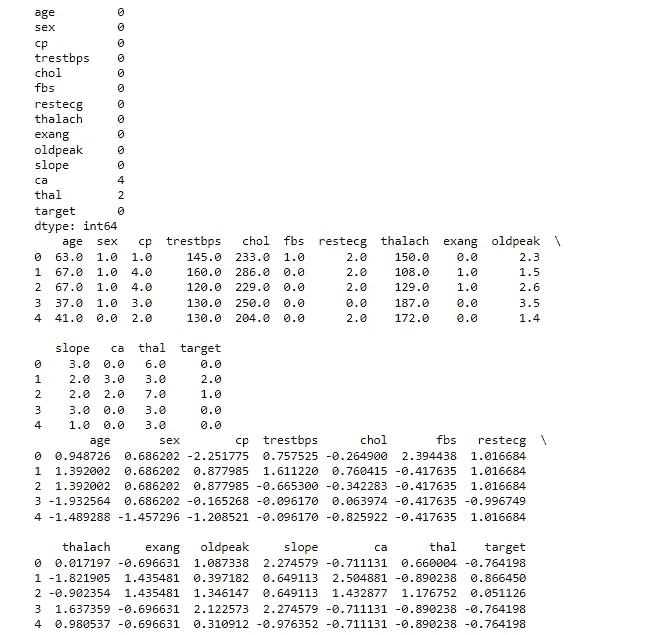 age 0
sex 0
cp 0
trestbps 0
chol 0
fbs 0
restecg 0
thalach 0
exang 0
oldpeak 0
slope 0
ca 4
thal 2
target 0
dtype: int64
age sex cp trestbps chol fbs restecg thalach exang oldpeak \
0 63.0 1.0 1.0 145.0 233.0 1.0 2.0 150.0 0.0 2.3
1 67.0 1.0 4.0 160.0 286.0 0.0 2.0 108.0 1.0 1.5
2 67.0 1.0 4.0 120.0 229.0 0.0 2.0 129.0 1.0 2.6
3 37.0 1.0 3.0 130.0 250.0 0.0 0.0 187.0 0.0 3.5
4 41.0 0.0 2.0 130.0 204.0 0.0 2.0 172.0 0.0 1.4
slope ca thal target
0 3.0 0.0 6.0 0.0
1 2.0 3.0 3.0 2.0
2 2.0 2.0 7.0 1.0
3 3.0 0.0 3.0 0.0
4 1.0 0.0 3.0 0.0
age sex cp trestbps chol fbs restecg \
0 0.948726 0.686202 -2.251775 0.757525 -0.264900 2.394438 1.016684
1 1.392002 0.686202 0.877985 1.611220 0.760415 -0.417635 1.016684
2 1.392002 0.686202 0.877985 -0.665300 -0.342283 -0.417635 1.016684
3 -1.932564 0.686202 -0.165268 -0.096170 0.063974 -0.417635 -0.996749
4 -1.489288 -1.457296 -1.208521 -0.096170 -0.825922 -0.417635 1.016684
thalach exang oldpeak slope ca thal target
0 0.017197 -0.696631 1.087338 2.274579 -0.711131 0.660004 -0.764198
1 -1.821905 1.435481 0.397182 0.649113 2.504881 -0.890238 0.866450
2 -0.902354 1.435481 1.346147 0.649113 1.432877 1.176752 0.051126
3 1.637359 -0.696631 2.122573 2.274579 -0.711131 -0.890238 -0.764198
4 0.980537 -0.696631 0.310912 -0.976352 -0.711131 -0.890238 -0.764198